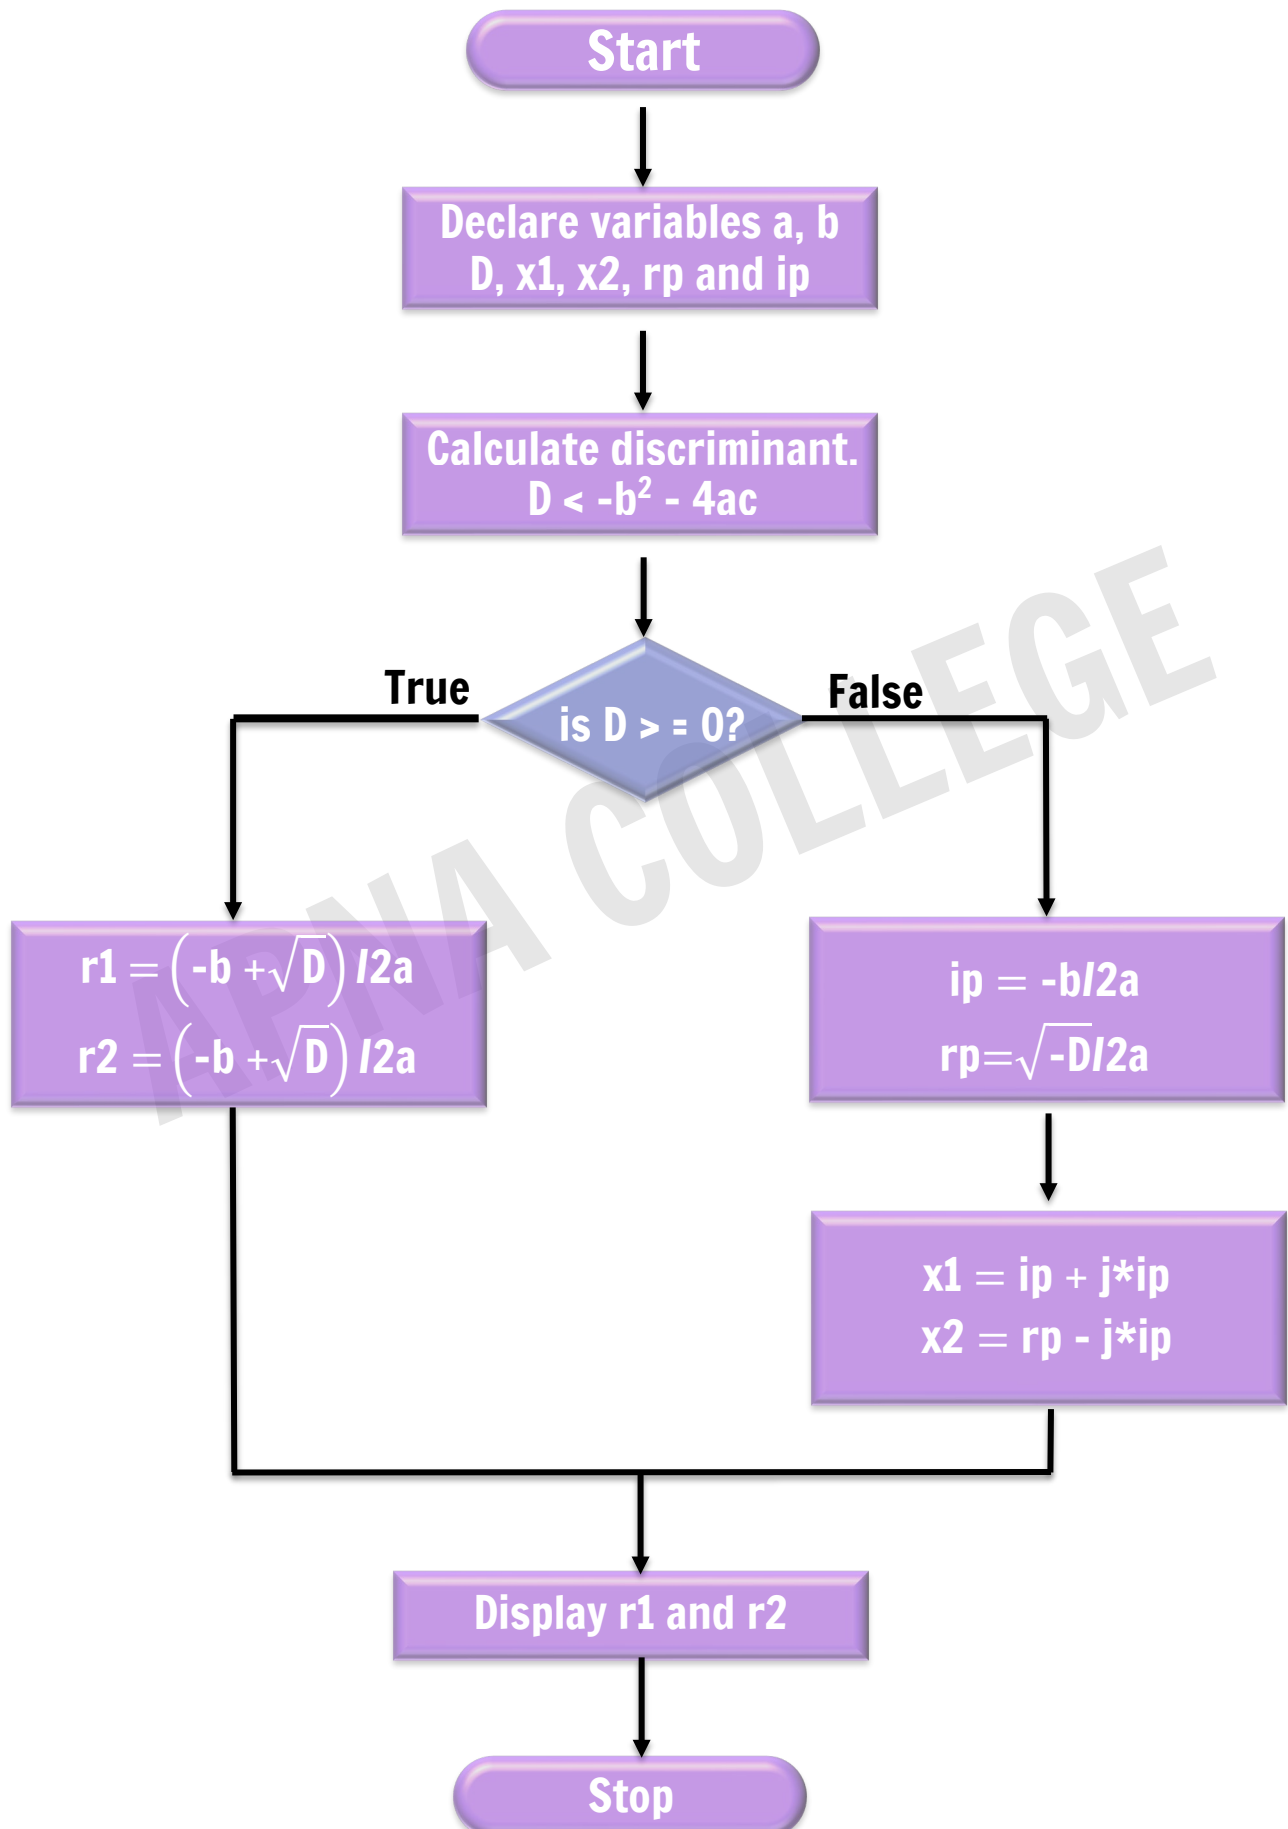 Start
Declare variables a, b
D, x1, x2, rp and ip
Calculate discriminant.
D < -b² - 4ac
True
is D > = 0?
False
APNA COLLEGE
r1 = (-b + √D) /2a
r2 = (-b + √D) /2a
ip = -b/2a
rp=√-D/2a
x1 = ip + j*ip
x2 = rp - j*ip
Display r1 and r2
Stop